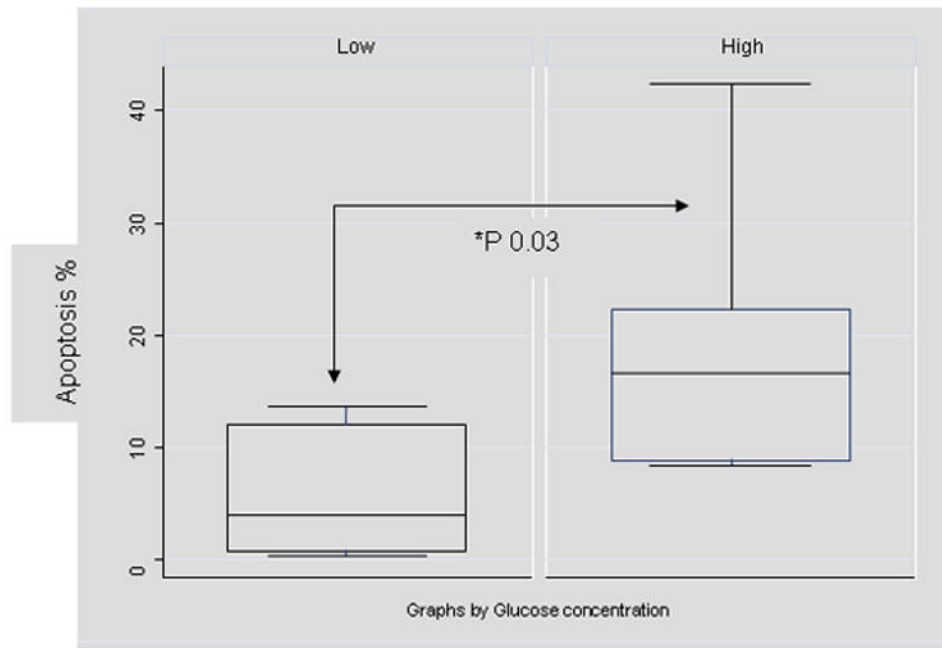 Low
High
Apoptosis %
40
30
20
10
0
*P 0.03
Graphs by Glucose concentration